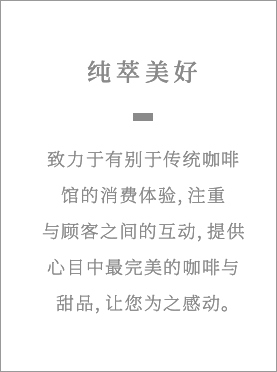 纯萃美好
致力于有别于传统咖啡
馆的消费体验,注重
与顾客之间的互动,提供
心目中最完美的咖啡与
甜品,让您为之感动。